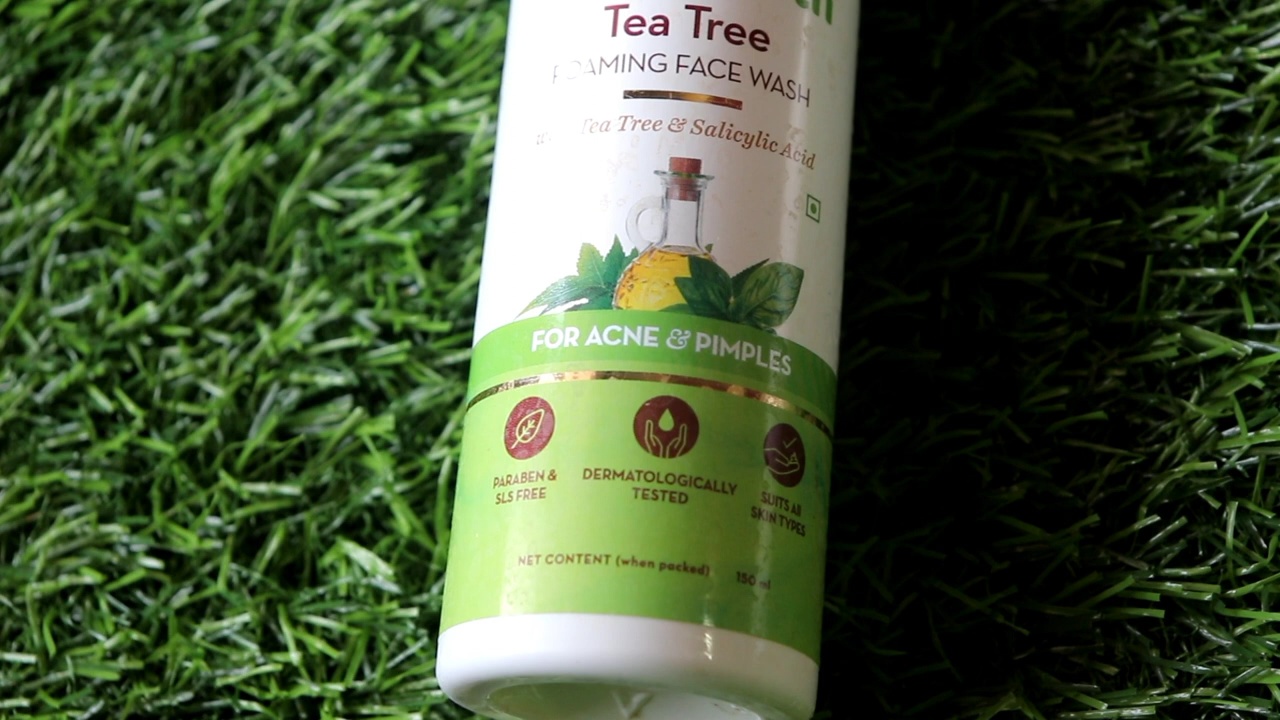 Tea Tree
FOAMING FACE WASH
Tea Tree & Salicylic Acid
FOR ACNE & PIMPLES
PARABEN &
SLS FREE
DERMATOLOGICALLY
TESTED
SUITS All
SKIN TYPES
NET CONTENT (when packed) 150 ml